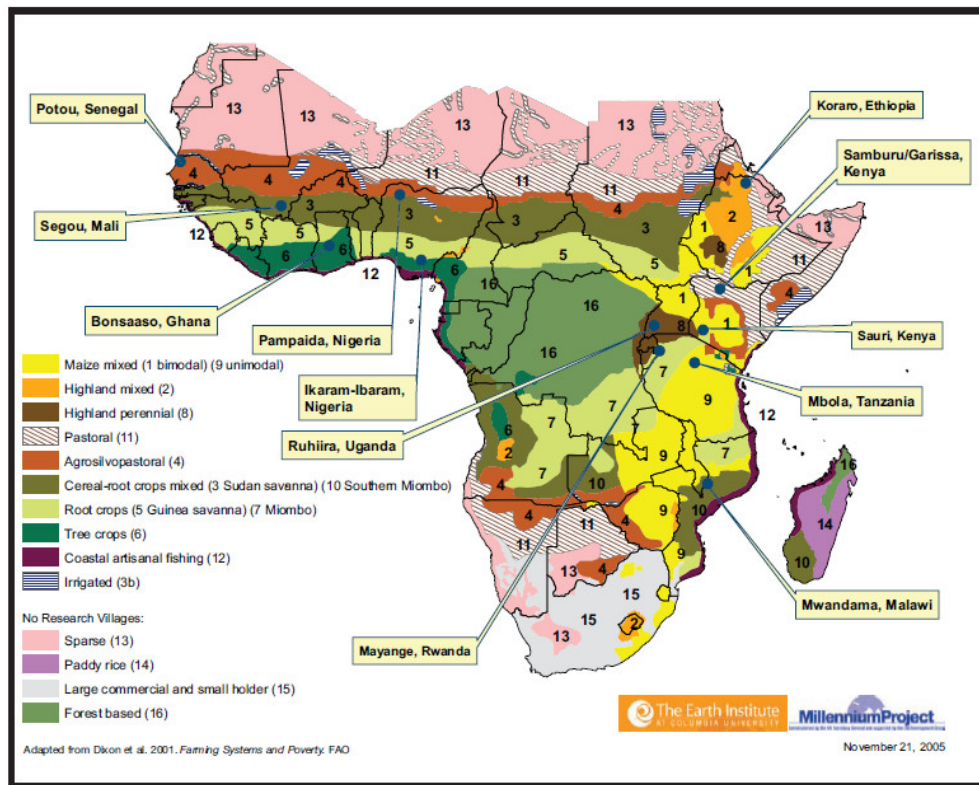 Potou, Senegal
Koraro, Ethiopia
Samburu/Garissa,
Kenya
Segou, Mali
Bonsaaso, Ghana
Pampaida, Nigeria
Sauri, Kenya
Ikaram-Ibaram,
Nigeria
Mbola, Tanzania
Ruhiira, Uganda
Mwandama, Malawi
Mayange, Rwanda
13
13
13
13
13
4
4
4
11
11
11
4
3
3
3
3
12
5
5
5
5
5
6
6
12
6
16
16
16
1
2
8
1
11
4
1
8
1
7
9
12
6
2
7
7
7
7
9
7
4
10
10
4
11
11
4
9
9
13
4
15
15
13
2
16
14
10
Maize mixed (1 bimodal) (9 unimodal)
Highland mixed (2)
Highland perennial (8)
Pastoral (11)
Agrosilvopastoral (4)
Cereal-root crops mixed (3 Sudan savanna) (10 Southern Miombo)
Root crops (5 Guinea savanna) (7 Miombo)
Tree crops (6)
Coastal artisanal fishing (12)
Irrigated (3b)
No Research Villages:
Sparse (13)
Paddy rice (14)
Large commercial and small holder (15)
Forest based (16)
The Earth Institute
AT COLUMBIA UNIVERSITY
MillenniumProject
Adapted from Dixon et al. 2001. Farming Systems and Poverty. FAO
November 21, 2005